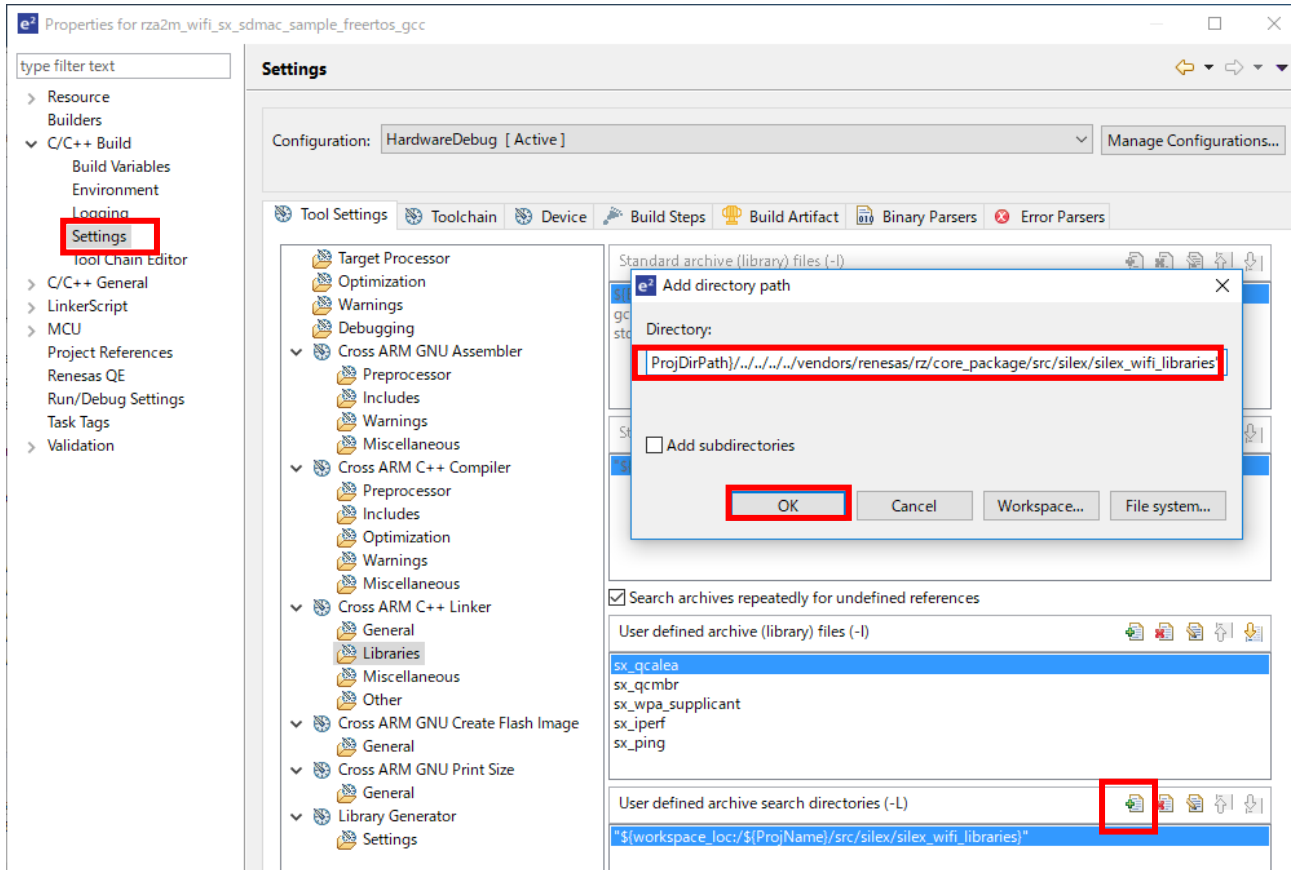 e² Properties for rza2m_wifi_sx_sdmac_sample_freertos_gcc
type filter text
Resource
Builders
C/C++ Build
Build Variables
Environment
Logging
Settings
Tool Chain Editor
C/C++ General
LinkerScript
MCU
Project References
Renesas QE
Run/Debug Settings
Task Tags
Validation
Settings
Configuration: HardwareDebug [ Active ]
Manage Configurations...
Tool Settings Toolchain Device Build Steps Build Artifact Binary Parsers Error Parsers
Target Processor
Optimization
Warnings
Debugging
Cross ARM GNU Assembler
Preprocessor
Includes
Warnings
Miscellaneous
Cross ARM C++ Compiler
Preprocessor
Includes
Optimization
Warnings
Miscellaneous
Cross ARM C++ Linker
General
Libraries
Miscellaneous
Other
Cross ARM GNU Create Flash Image
General
Cross ARM GNU Print Size
General
Library Generator
Settings
Standard archive (library) files (-l)
e² Add directory path
Directory:
ProjDirPath}/../../../../vendors/renesas/rz/core_package/src/silex/silex_wifi_libraries"
Add subdirectories
OK Cancel Workspace... File system...
Search archives repeatedly for undefined references
User defined archive (library) files (-l)
sx_qcalea
sx_qcmbr
sx_wpa_supplicant
sx_iperf
sx_ping
User defined archive search directories (-L)
"${workspace_loc:/${ProjName}/src/silex/silex_wifi_libraries}"